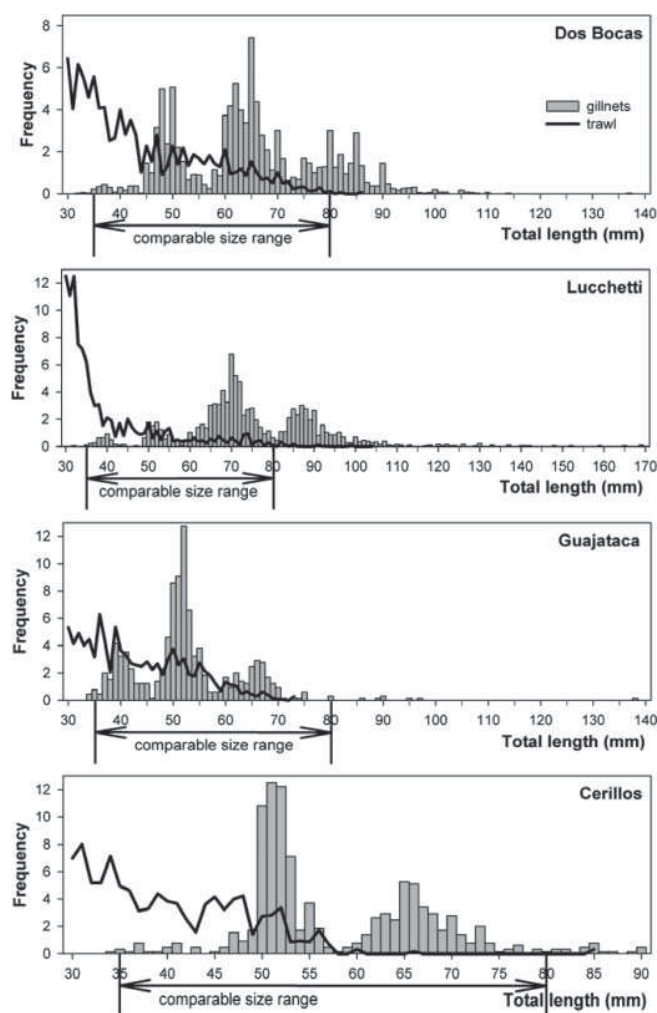 Dos Bocas
8
6
4
2
0
Frequency
gillnets
trawl
30 40 50 60 70 80 90 100 110 120 130 140
comparable size range
Total length (mm)
Lucchetti
12
10
8
6
4
2
0
Frequency
30 40 50 60 70 80 90 100 110 120 130 140 150 160 170
comparable size range
Total length (mm)
Guajataca
12
10
8
6
4
2
0
Frequency
30 40 50 60 70 80 90 100 110 120 130 140
comparable size range
Total length (mm)
Cerillos
12
10
8
6
4
2
0
Frequency
30 35 40 45 50 55 60 65 70 75 80 85 90
comparable size range
Total length (mm)